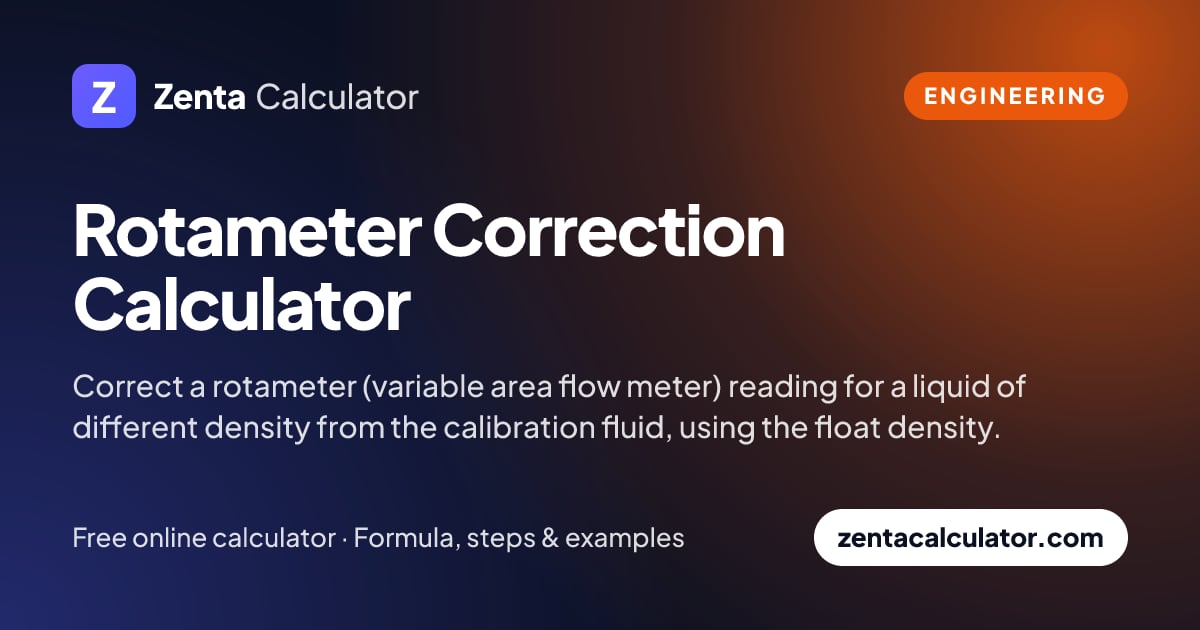 Z
Zenta Calculator
ENGINEERING
Rotameter Correction
Calculator
Correct a rotameter (variable area flow meter) reading for a liquid of
different density from the calibration fluid, using the float density.
Free online calculator · Formula, steps & examples
zentacalculator.com